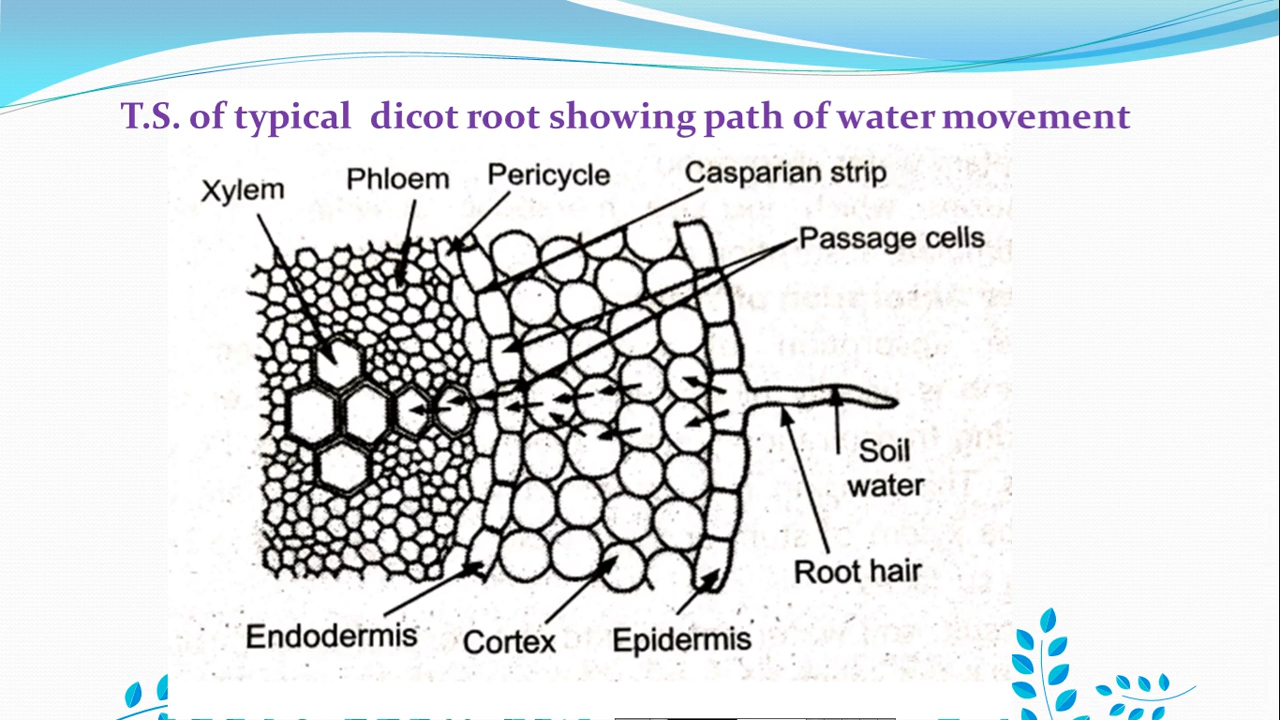 T.S. of typical dicot root showing path of water movement
Xylem
Phloem
Pericycle
Casparian strip
Passage cells
Soil
water
Root hair
Endodermis
Cortex
Epidermis